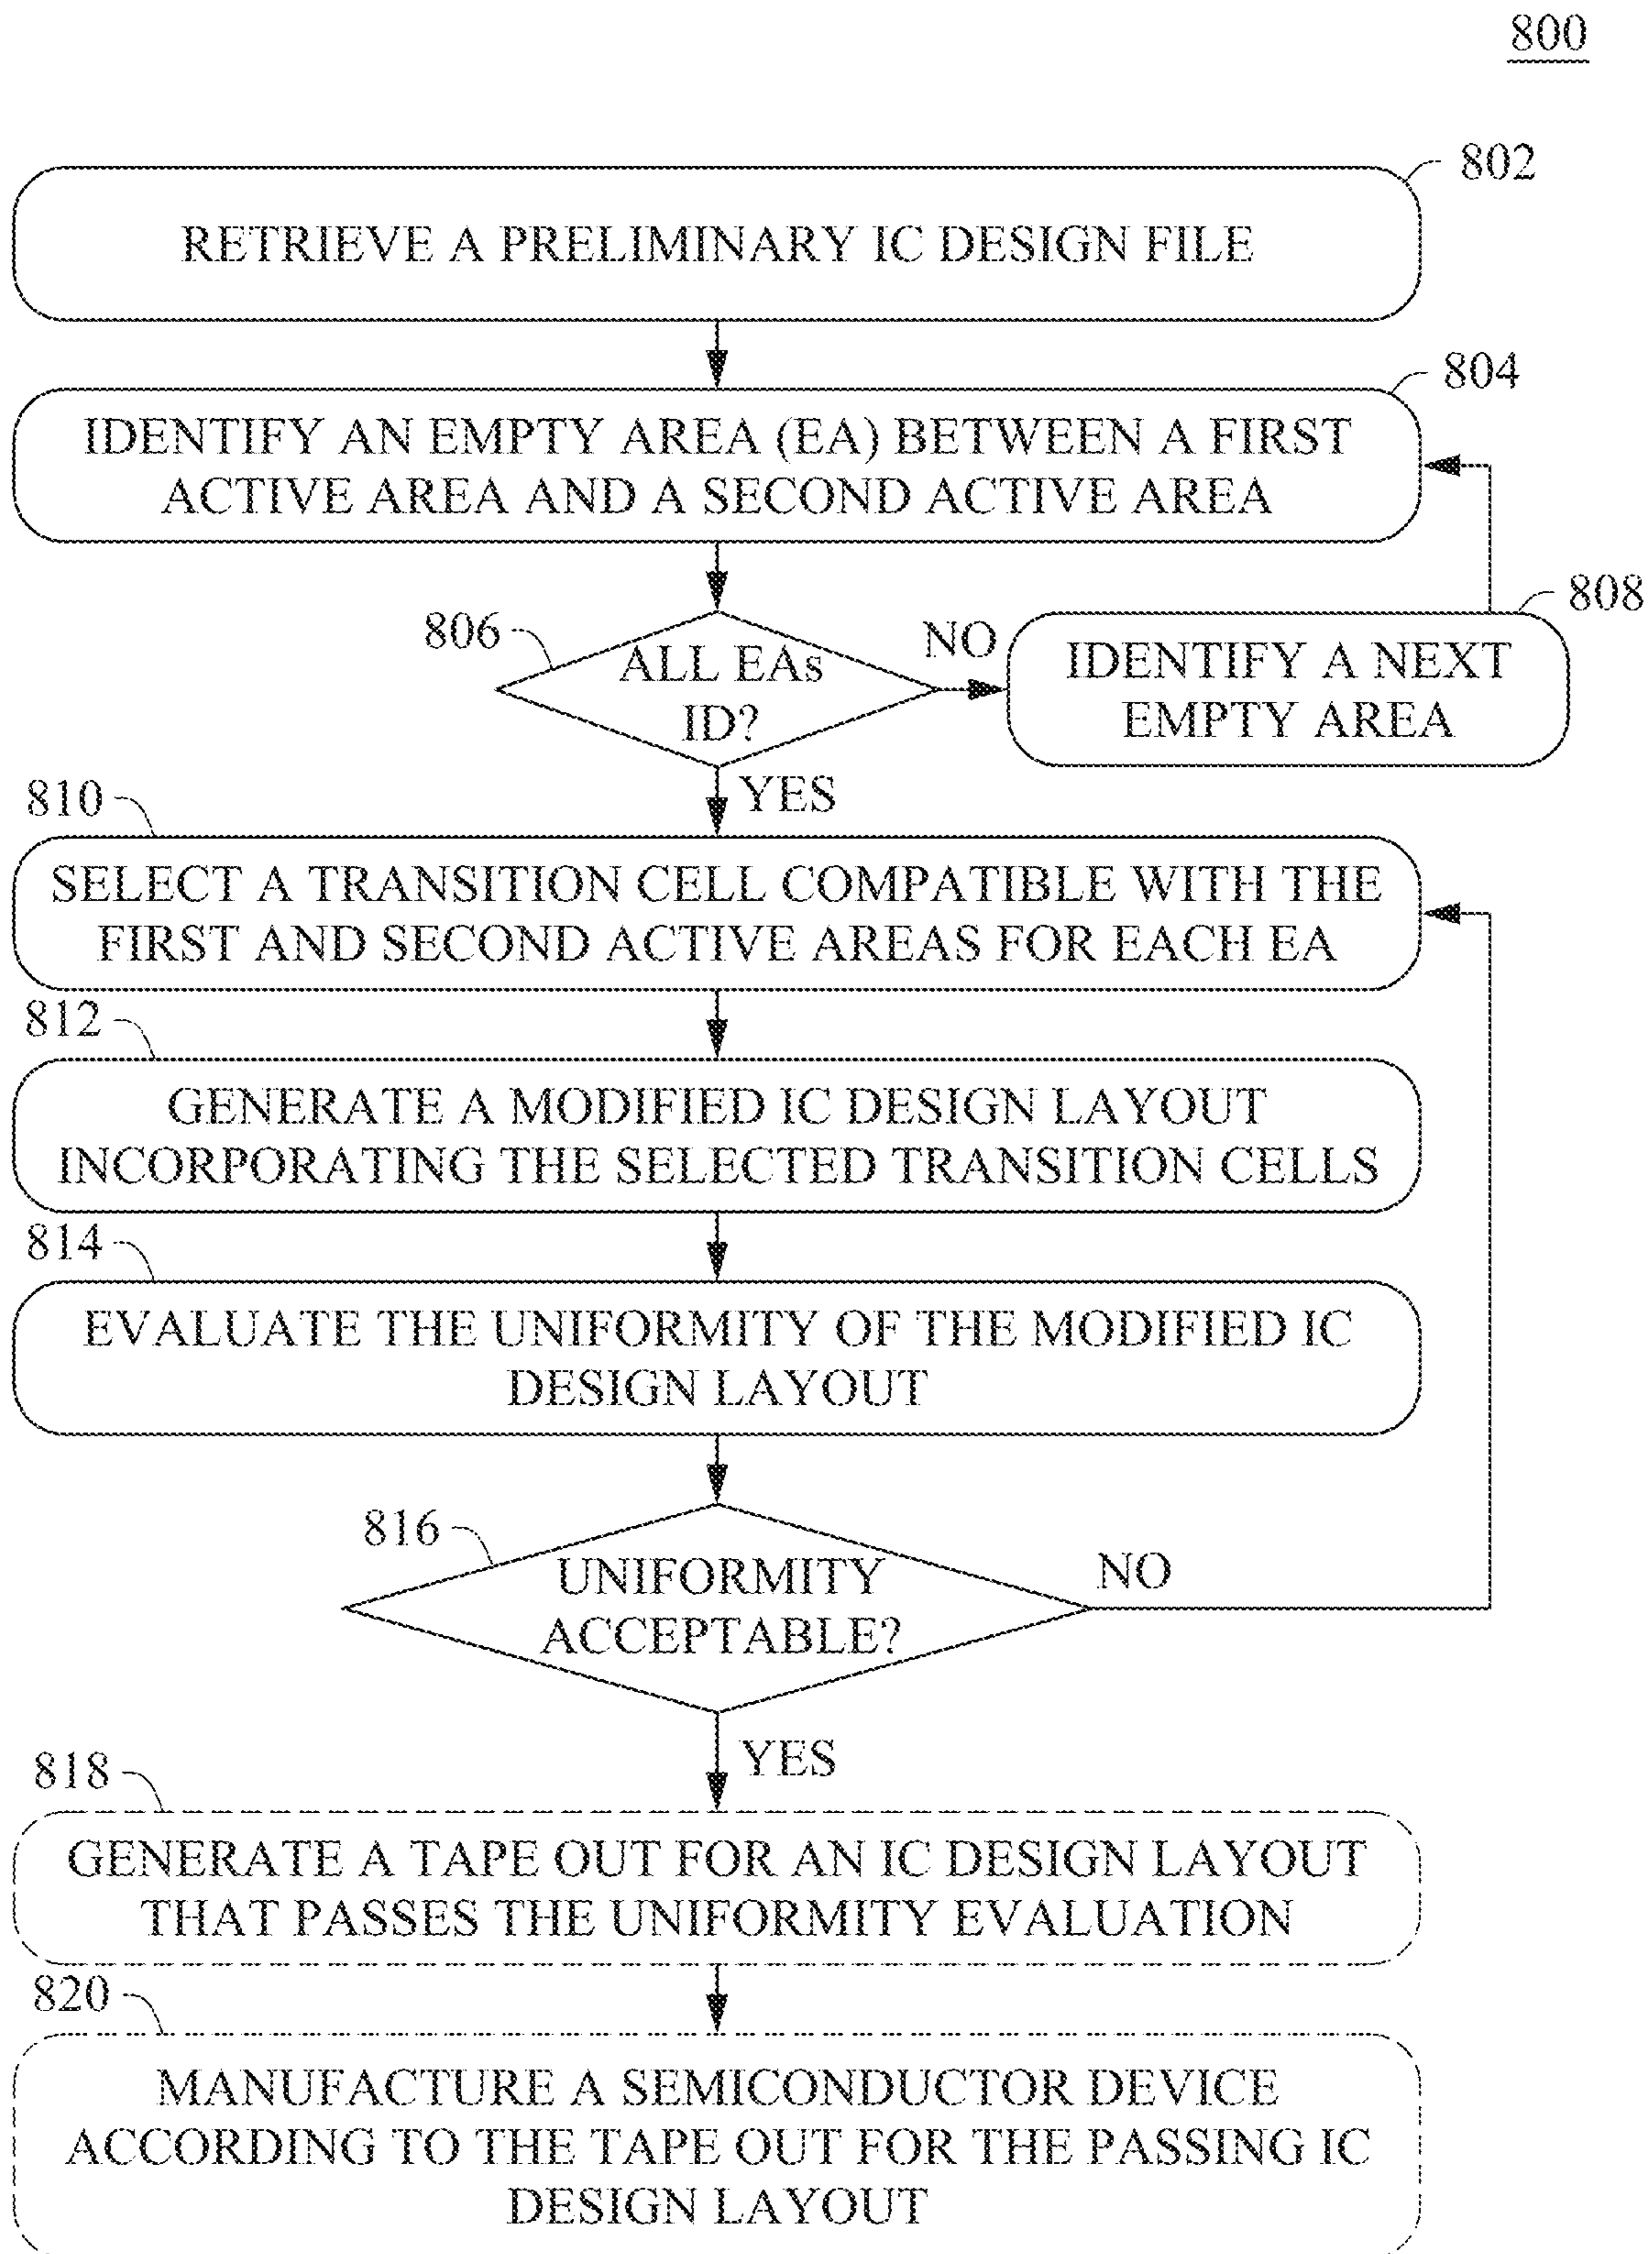 800
802
RETRIEVE A PRELIMINARY IC DESIGN FILE
804
IDENTIFY AN EMPTY AREA (EA) BETWEEN A FIRST
ACTIVE AREA AND A SECOND ACTIVE AREA
806
ALL EAs
ID?
NO
808
IDENTIFY A NEXT
EMPTY AREA
YES
810
SELECT A TRANSITION CELL COMPATIBLE WITH THE
FIRST AND SECOND ACTIVE AREAS FOR EACH EA
812
GENERATE A MODIFIED IC DESIGN LAYOUT
INCORPORATING THE SELECTED TRANSITION CELLS
814
EVALUATE THE UNIFORMITY OF THE MODIFIED IC
DESIGN LAYOUT
816
UNIFORMITY
ACCEPTABLE?
NO
YES
818
GENERATE A TAPE OUT FOR AN IC DESIGN LAYOUT
THAT PASSES THE UNIFORMITY EVALUATION
820
MANUFACTURE A SEMICONDUCTOR DEVICE
ACCORDING TO THE TAPE OUT FOR THE PASSING IC
DESIGN LAYOUT